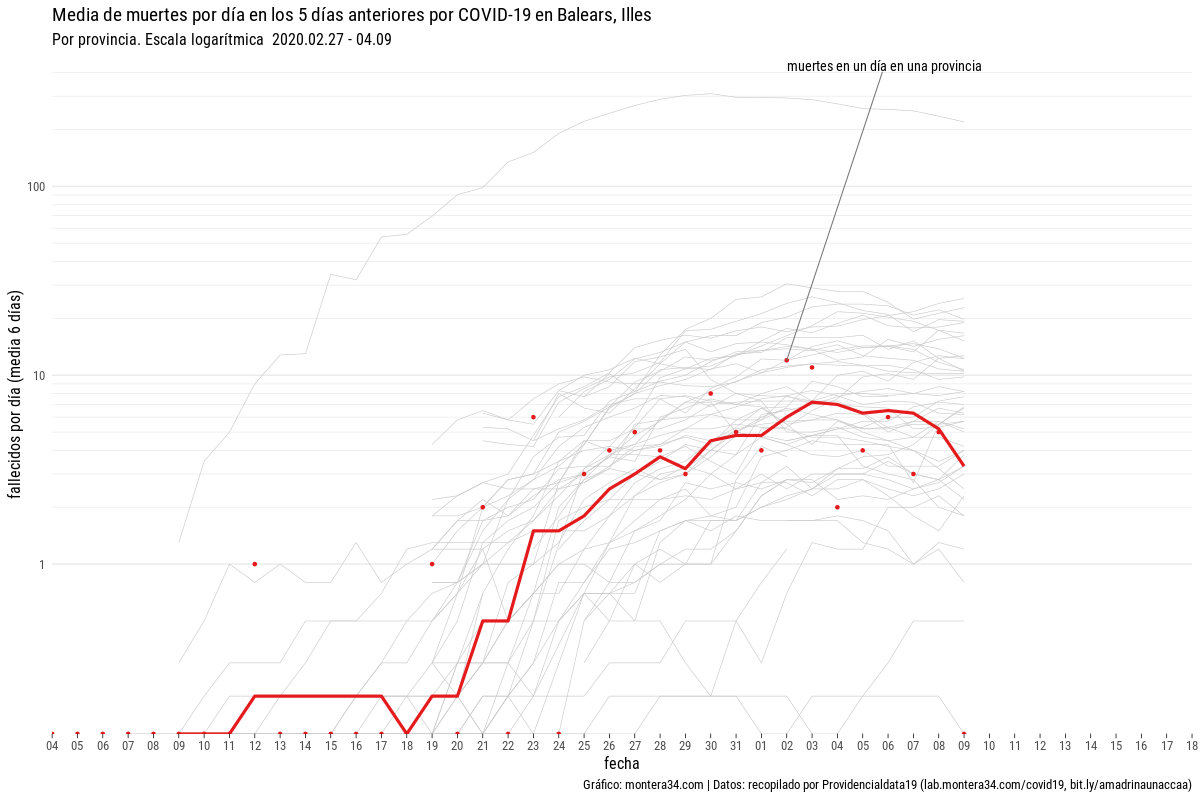 Media de muertes por día en los 5 días anteriores por COVID-19 en Balears, Illes
Por provincia. Escala logarítmica 2020.02.27 - 04.09
muertes en un día en una provincia
100
10
1
fallecidos por día (media 6 días)
04 05 06 07 08 09 10 11 12 13 14 15 16 17 18 19 20 21 22 23 24 25 26 27 28 29 30 31 01 02 03 04 05 06 07 08 09 10 11 12 13 14 15 16 17 18
fecha
Gráfico: montera34.com | Datos: recopilado por Providencialdata19 (lab.montera34.com/covid19, bit.ly/amadrinaunaccaa)